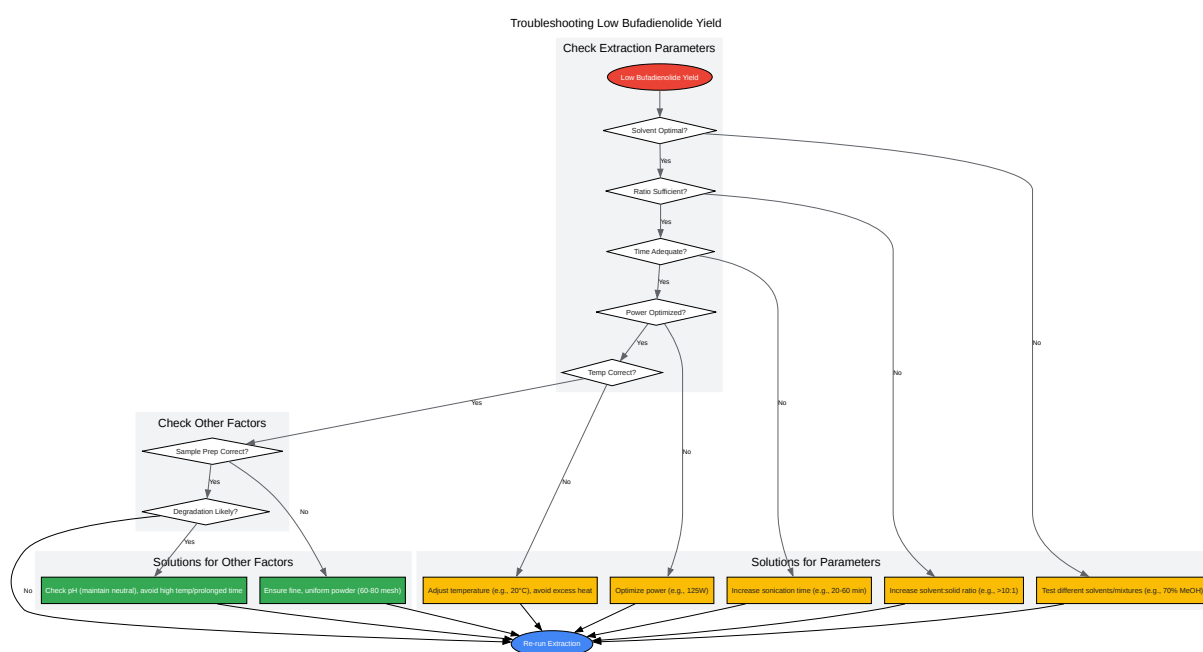 Troubleshooting Low Bufadienolide Yield
Check Extraction Parameters
Low Bufadienolide Yield
Solvent Optimal?
Yes
Ratio Sufficient?
Yes
Time Adequate?
Yes
Power Optimized?
Yes
No
No
Temp Correct?
Yes
No
Check Other Factors
Sample Prep Correct?
No
Yes
No
No
Degradation Likely?
Yes
Solutions for Other Factors
Solutions for Parameters
No
Check pH (maintain neutral), avoid high temp/prolonged time
Ensure fine, uniform powder (60-80 mesh)
Adjust temperature (e.g., 20°C), avoid excess heat
Optimize power (e.g., 125W)
Increase sonication time (e.g., 20-60 min)
Increase solvent:solid ratio (e.g., >10:1)
Test different solvents/mixtures (e.g., 70% MeOH)
Re-run Extraction